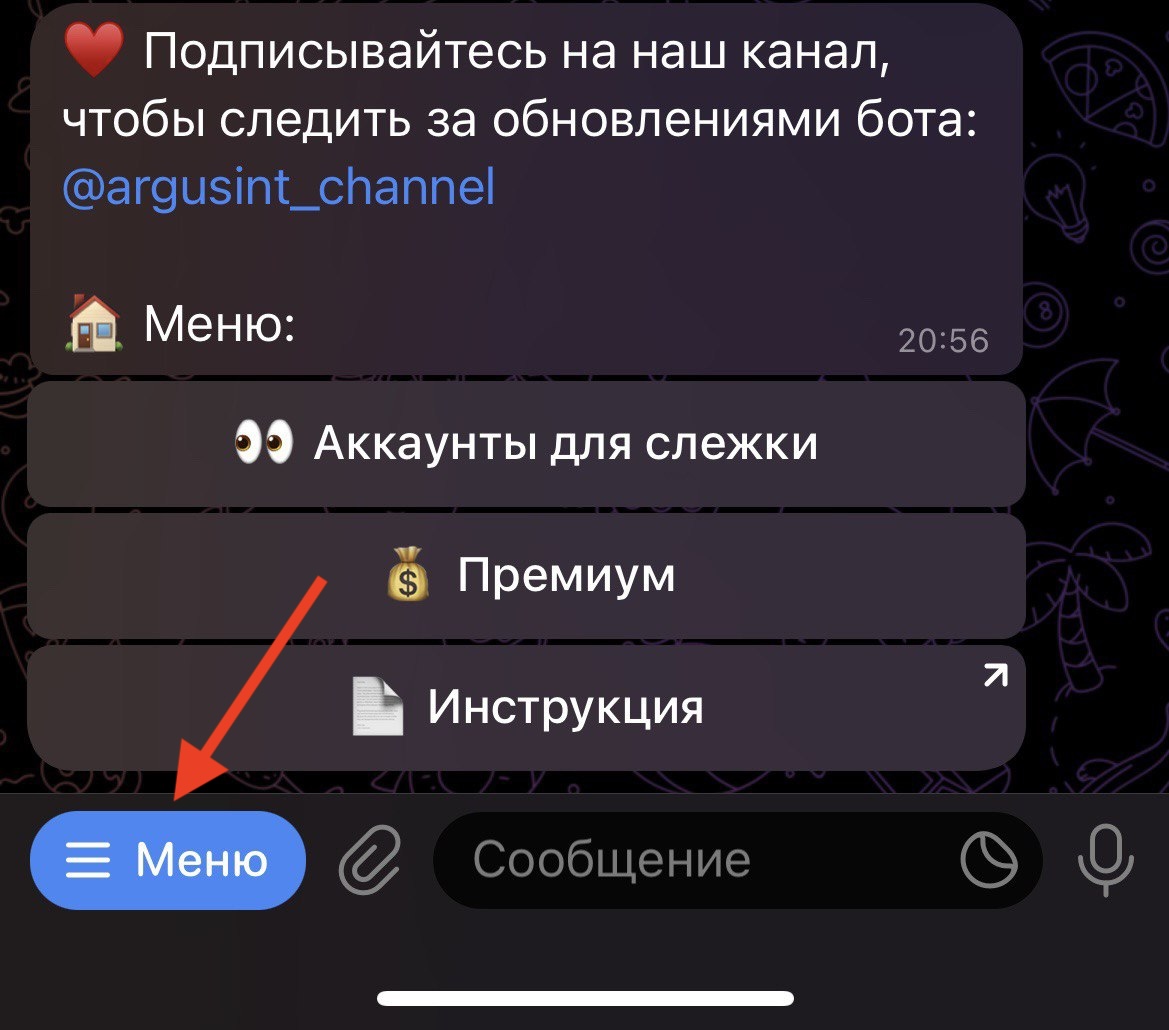 ❤️ Подписывайтесь на наш канал,
чтобы следить за обновлениями бота:
@argusint_channel
🏠 Меню:
20:56
👀 Аккаунты для слежки
💰 Премиум
📄 Инструкция
Меню
Сообщение